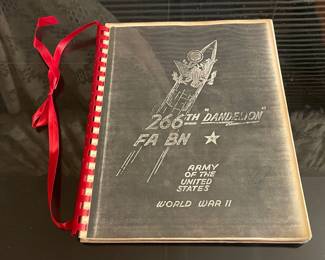 266TH "DANDELION"
FA BN
ARMY
OF THE
UNITED
STATES
WORLD WAR II